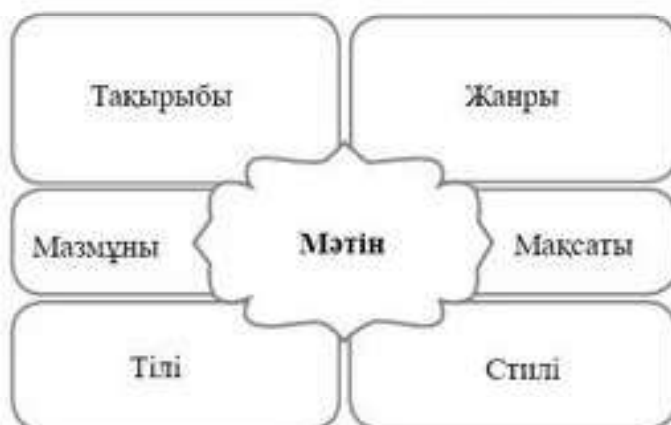 Тақырыбы
Жанры
Мазмұны
Мәтін
Мақсаты
Тілі
Стилі